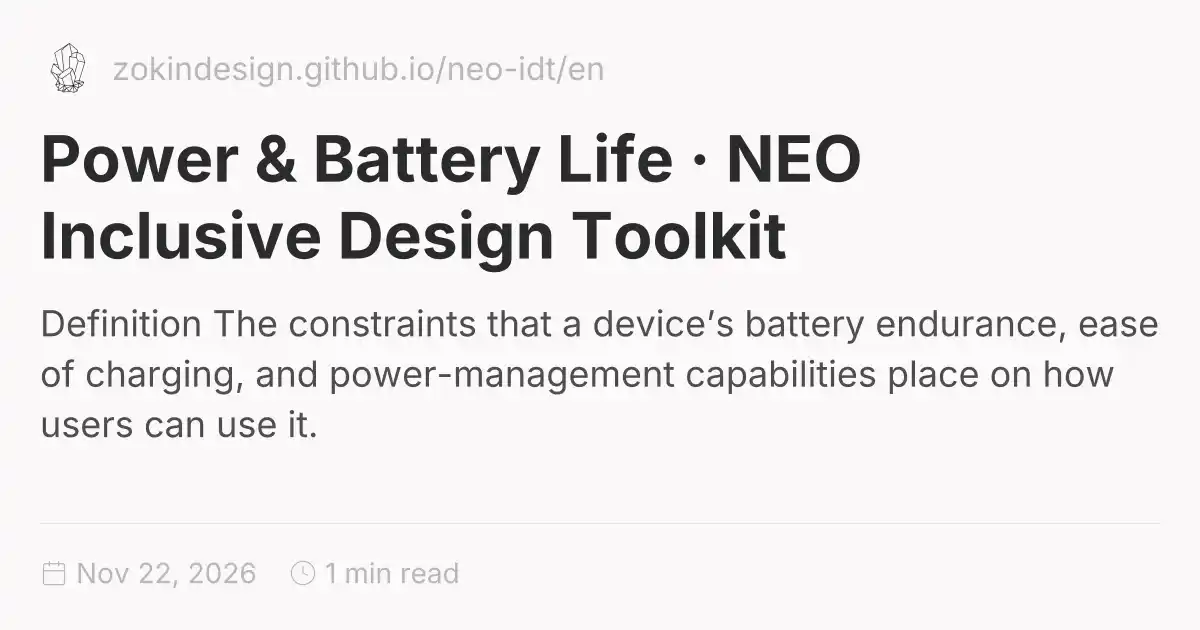 zokindesign.github.io/neo-idt/en
Power & Battery Life · NEO
Inclusive Design Toolkit
Definition The constraints that a device’s battery endurance, ease
of charging, and power-management capabilities place on how
users can use it.
Nov 22, 2026 1 min read